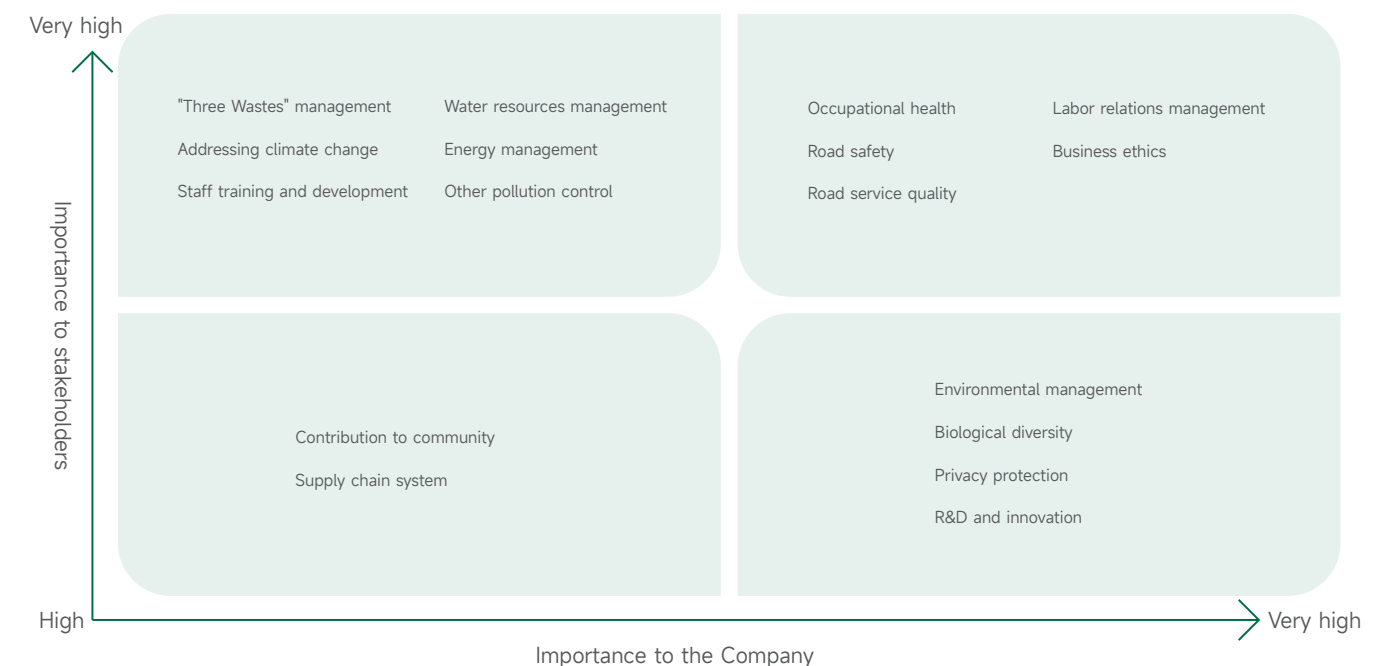 Very high
"Three Wastes" management
Water resources management
Addressing climate change
Energy management
Staff training and development
Other pollution control
Occupational health
Labor relations management
Road safety
Business ethics
Road service quality
Importance to stakeholders
Contribution to community
Supply chain system
Environmental management
Biological diversity
Privacy protection
R&D and innovation
High
Very high
Importance to the Company